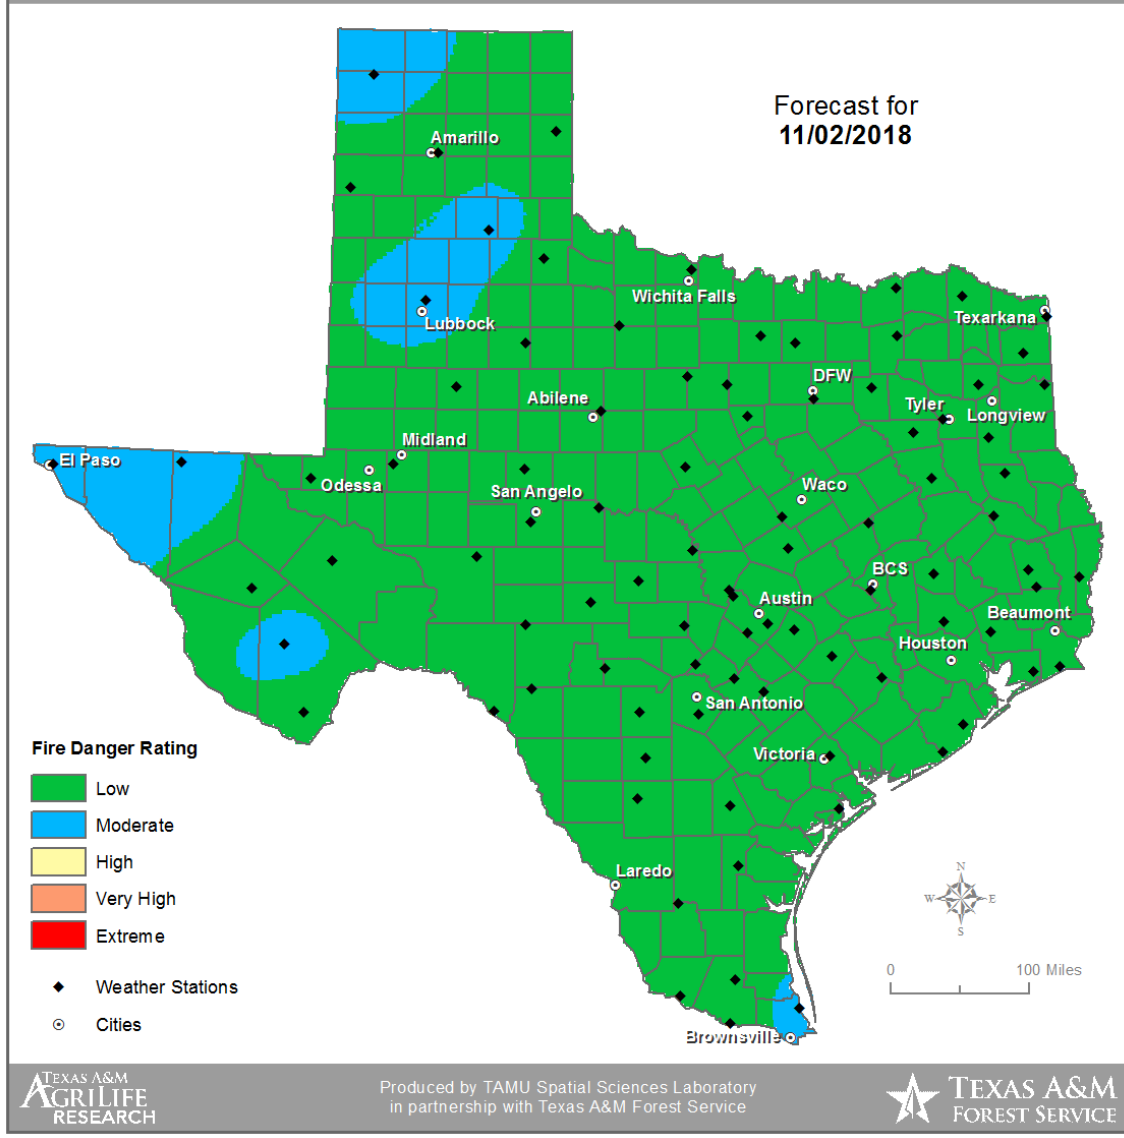 Forecast for
11/02/2018
Amarillo
Lubbock
Wichita Falls
Texarkana
DFW
Abilene
Tyler
Longview
Midland
El Paso
Odessa
San Angelo
Waco
BCS
Austin
Beaumont
Houston
San Antonio
Victoria
Laredo
Brownsville
Fire Danger Rating
Low
Moderate
High
Very High
Extreme
Weather Stations
Cities
N
W E
S
0 100 Miles
TEXAS A&M
AGRILIFE
RESEARCH
Produced by TAMU Spatial Sciences Laboratory
in partnership with Texas A&M Forest Service
TEXAS A&M
FOREST SERVICE